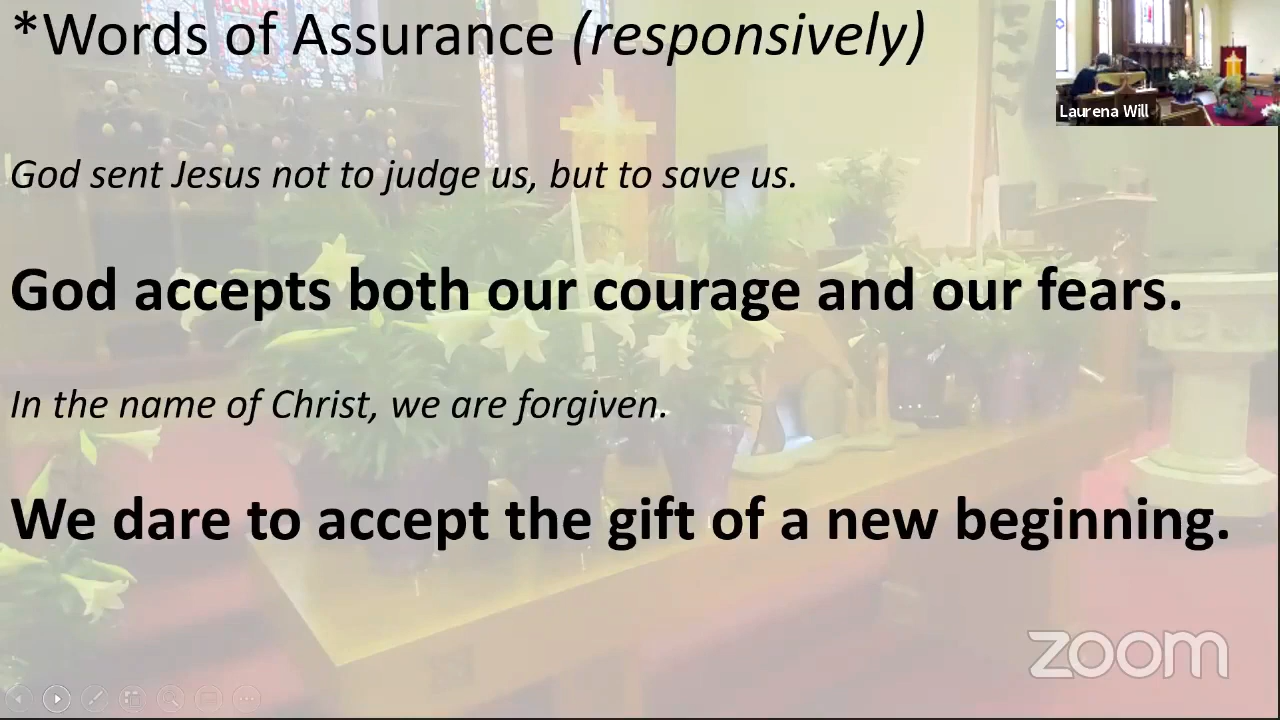 *Words of Assurance (responsively)
Laurena Will
God sent Jesus not to judge us, but to save us.
God accepts both our courage and our fears.
In the name of Christ, we are forgiven.
We dare to accept the gift of a new beginning.
zoom